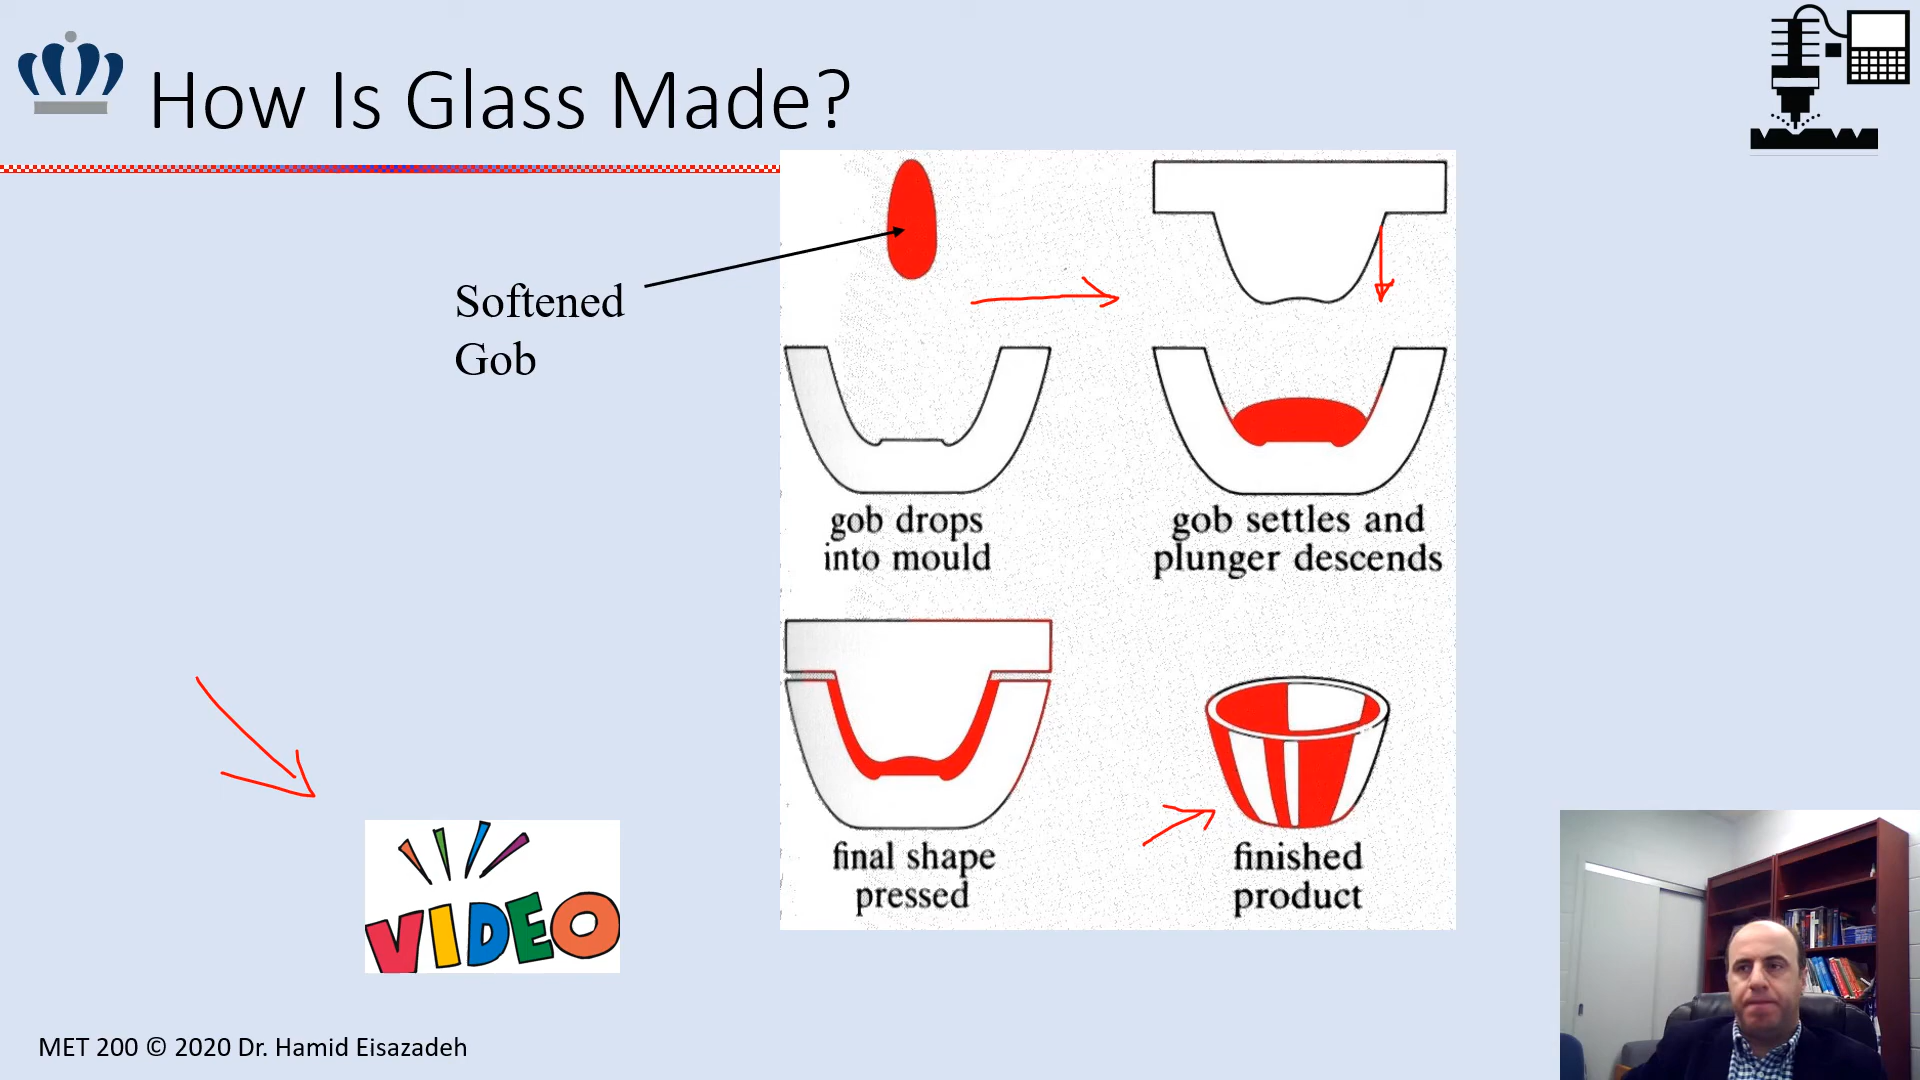 How Is Glass Made?
Softened
Gob
gob drops
into mould
gob settles and
plunger descends
final shape
pressed
finished
product
VIDEO
MET 200 © 2020 Dr. Hamid Eisazadeh